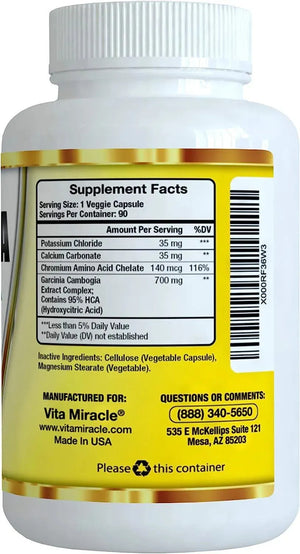 A
Supplement Facts
Serving Size: 1 Veggie Capsule
Servings Per Container: 90
Amount Per Serving %DV
Potassium Chloride 35 mg ***
Calcium Carbonate 35 mg **
Chromium Amino Acid Chelate 140 mcg 116%
Garcinia Cambogia 700 mg **
Extract Complex;
Contains 95% HCA
(Hydroxycitric Acid)
***Less than 5% Daily Value
**Daily Value (DV) not established
Inactive Ingredients: Cellulose (Vegetable Capsule),
Magnesium Stearate (Vegetable).
MANUFACTURED FOR:
Vita Miracle®
www.vitamiracle.com
Made In USA
QUESTIONS OR COMMENTS:
(888) 340-5650
535 E McKellips Suite 121
Mesa, AZ 85203
Please this container
X000RF36W3